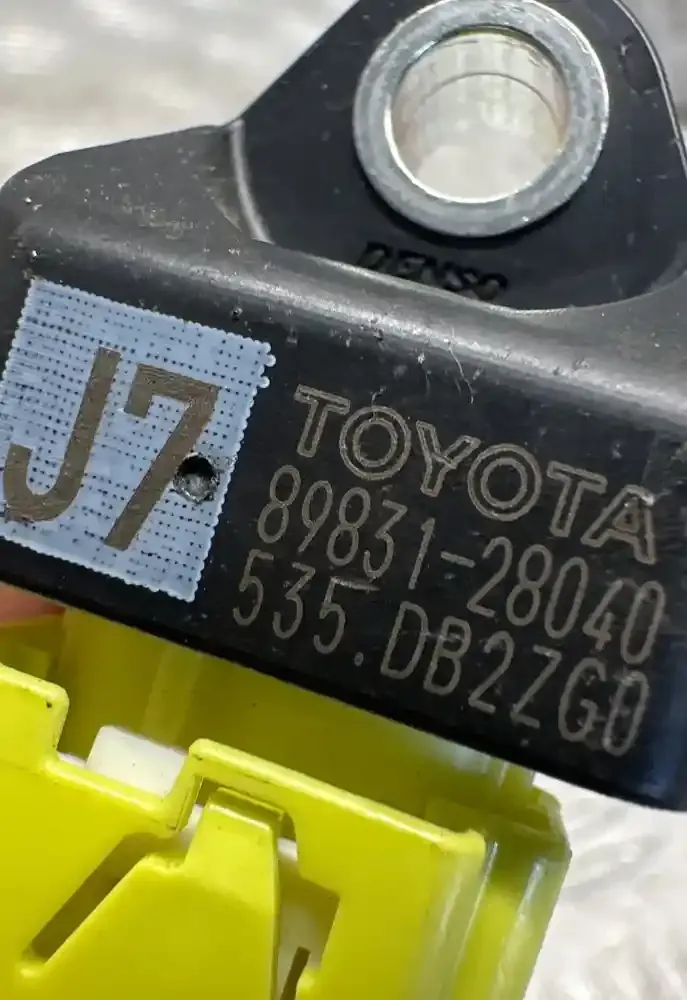 DENSO
J7
TOYOTA
89831-28040
535.DB2ZG0